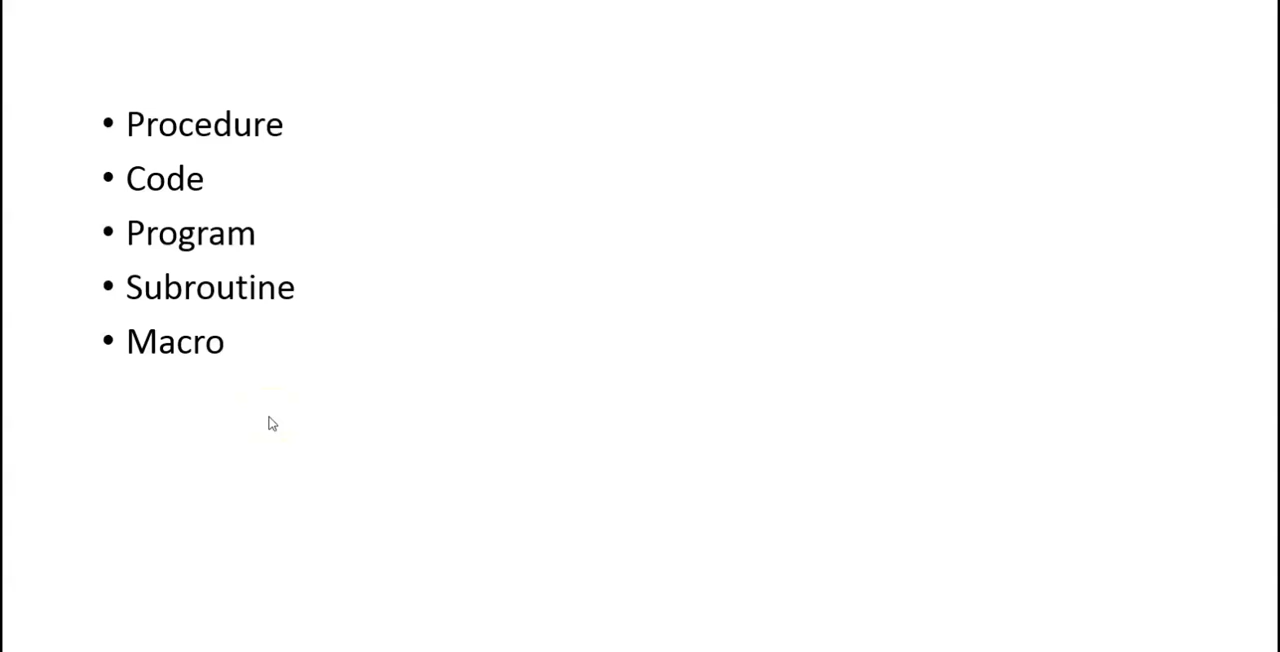 • Procedure
• Code
• Program
• Subroutine
• Macro